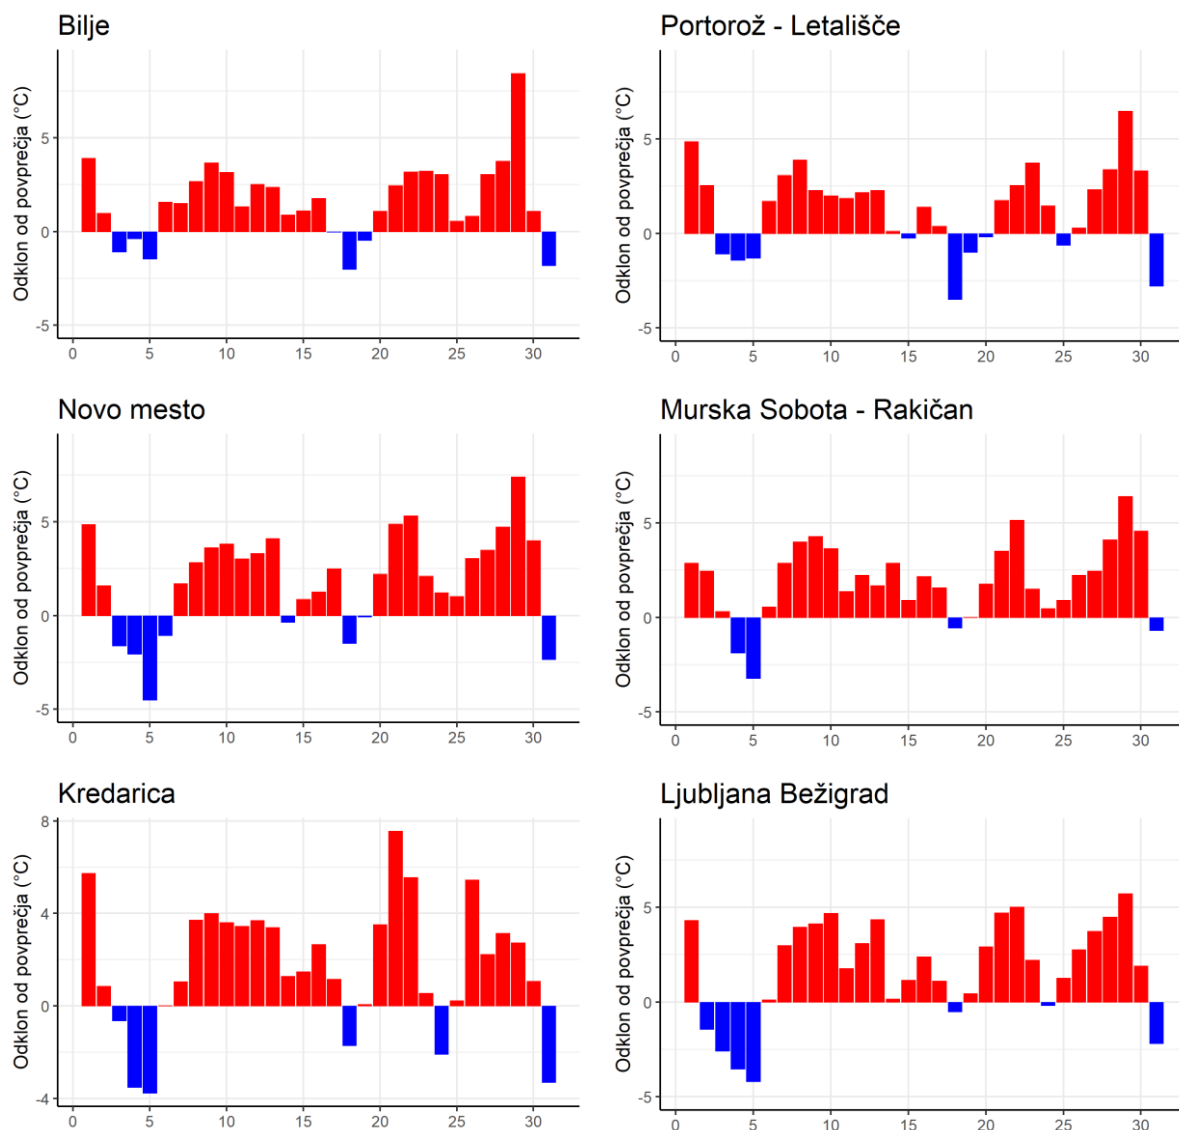 Bilje
Odklon od povprečja (°C)
5
0
-5
0 5 10 15 20 25 30
Portorož - Letališče
Odklon od povprečja (°C)
5
0
-5
0 5 10 15 20 25 30
Novo mesto
Odklon od povprečja (°C)
5
0
-5
0 5 10 15 20 25 30
Murska Sobota - Rakičan
Odklon od povprečja (°C)
5
0
-5
0 5 10 15 20 25 30
Kredarica
Odklon od povprečja (°C)
8
4
0
-4
0 5 10 15 20 25 30
Ljubljana Bežigrad
Odklon od povprečja (°C)
5
0
-5
0 5 10 15 20 25 30